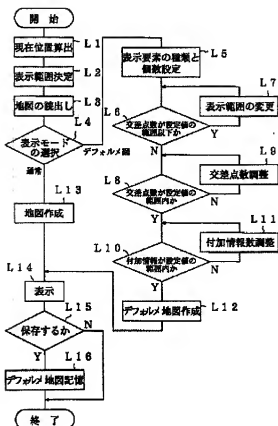 開始
現在位置算出
L1
表示範囲決定
L2
地図の読出し
L3
表示モード
の選択
L4
デフォルメ図
通常
地図作成
L13
表示
L14
保存するか
L15
N
Y
デフォルメ地図記憶
L16
終了
表示要素の種類と
個数設定
L5
交差点数が設定値の
範囲以下か
L6
Y
N
表示範囲の変更
L7
交差点数が設定値の
範囲内か
L8
N
Y
交差点数調整
L9
付加情報が設定値の
範囲内か
L10
N
Y
付加情報数調整
L11
デフォルメ地図作成
L12